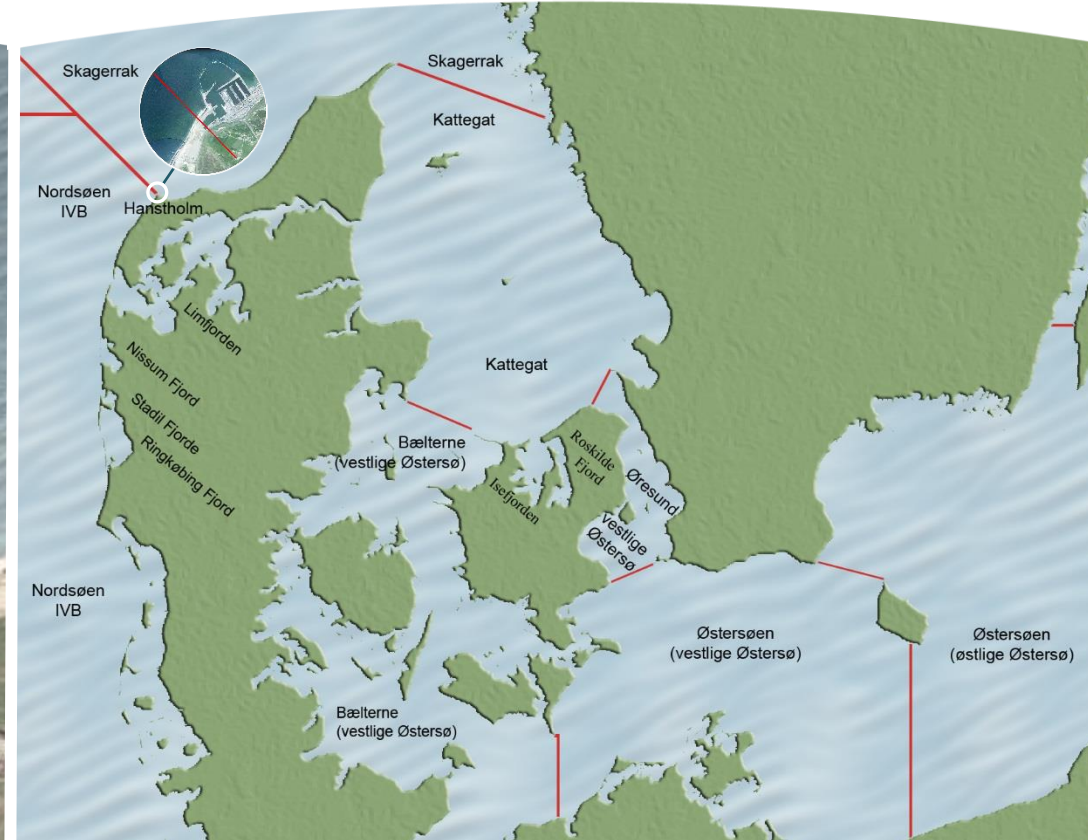 Skagerrak
Skagerrak
Kattegat
Nordsøen
IVB
Hanstholm
Limfjorden
Nissum Fjord
Stadil Fjorde
Ringkøbing Fjord
Kattegat
Bælterne
(vestlige Østersø)
Isefjorden
Roskilde
Fjord
Øresund
vestlige
Østersø
Nordsøen
IVB
Østersøen
(vestlige Østersø)
Østersøen
(østlige Østersø)
Bælterne
(vestlige Østersø)